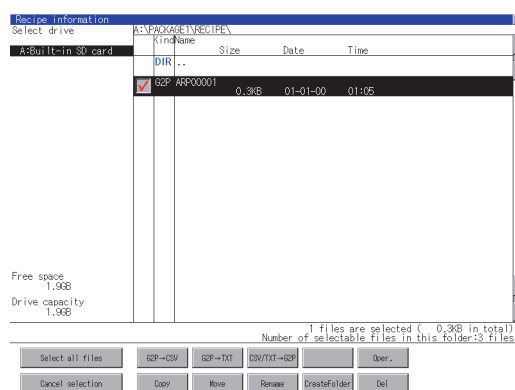 Recipe information
Select drive
A:\PACKAGE1\RECIPE\
Kind Name
Size Date Time
A:Built-in SD card
DIR ..
G2P ARP00001
0.3KB 01-01-00 01:05
Free space
1.9GB
Drive capacity
1.9GB
1 files are selected ( 0.3KB in total)
Number of selectable files in this folder:3 files
Select all files G2P→CSV G2P→TXT CSV/TXT→G2P Oper.
Cancel selection Copy Move Rename CreateFolder Del